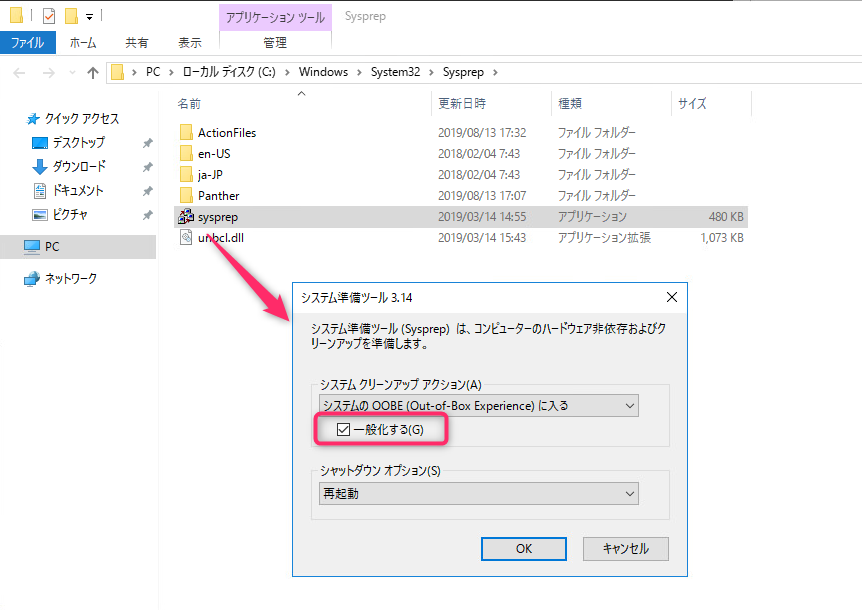 アプリケーション ツール
Sysprep
ファイル
ホーム
共有
表示
管理
PC
ローカル ディスク (C:)
Windows
System32
Sysprep
クイック アクセス
デスクトップ
ダウンロード
ドキュメント
ピクチャ
PC
ネットワーク
名前 更新日時 種類 サイズ
ActionFiles 2019/08/13 17:32 ファイル フォルダー
en-US 2018/02/04 7:43 ファイル フォルダー
ja-JP 2018/02/04 7:43 ファイル フォルダー
Panther 2019/08/13 17:07 ファイル フォルダー
sysprep 2019/03/14 14:55 アプリケーション 480 KB
unbcl.dll 2019/03/14 15:43 アプリケーション拡張 1,073 KB
システム準備ツール 3.14
システム準備ツール (Sysprep) は、コンピューターのハードウェア非依存およびク
リーンアップを準備します。
システム クリーンアップ アクション(A)
システムの OOBE (Out-of-Box Experience) に入る
一般化する(G)
シャットダウン オプション(S)
再起動
OK
キャンセル